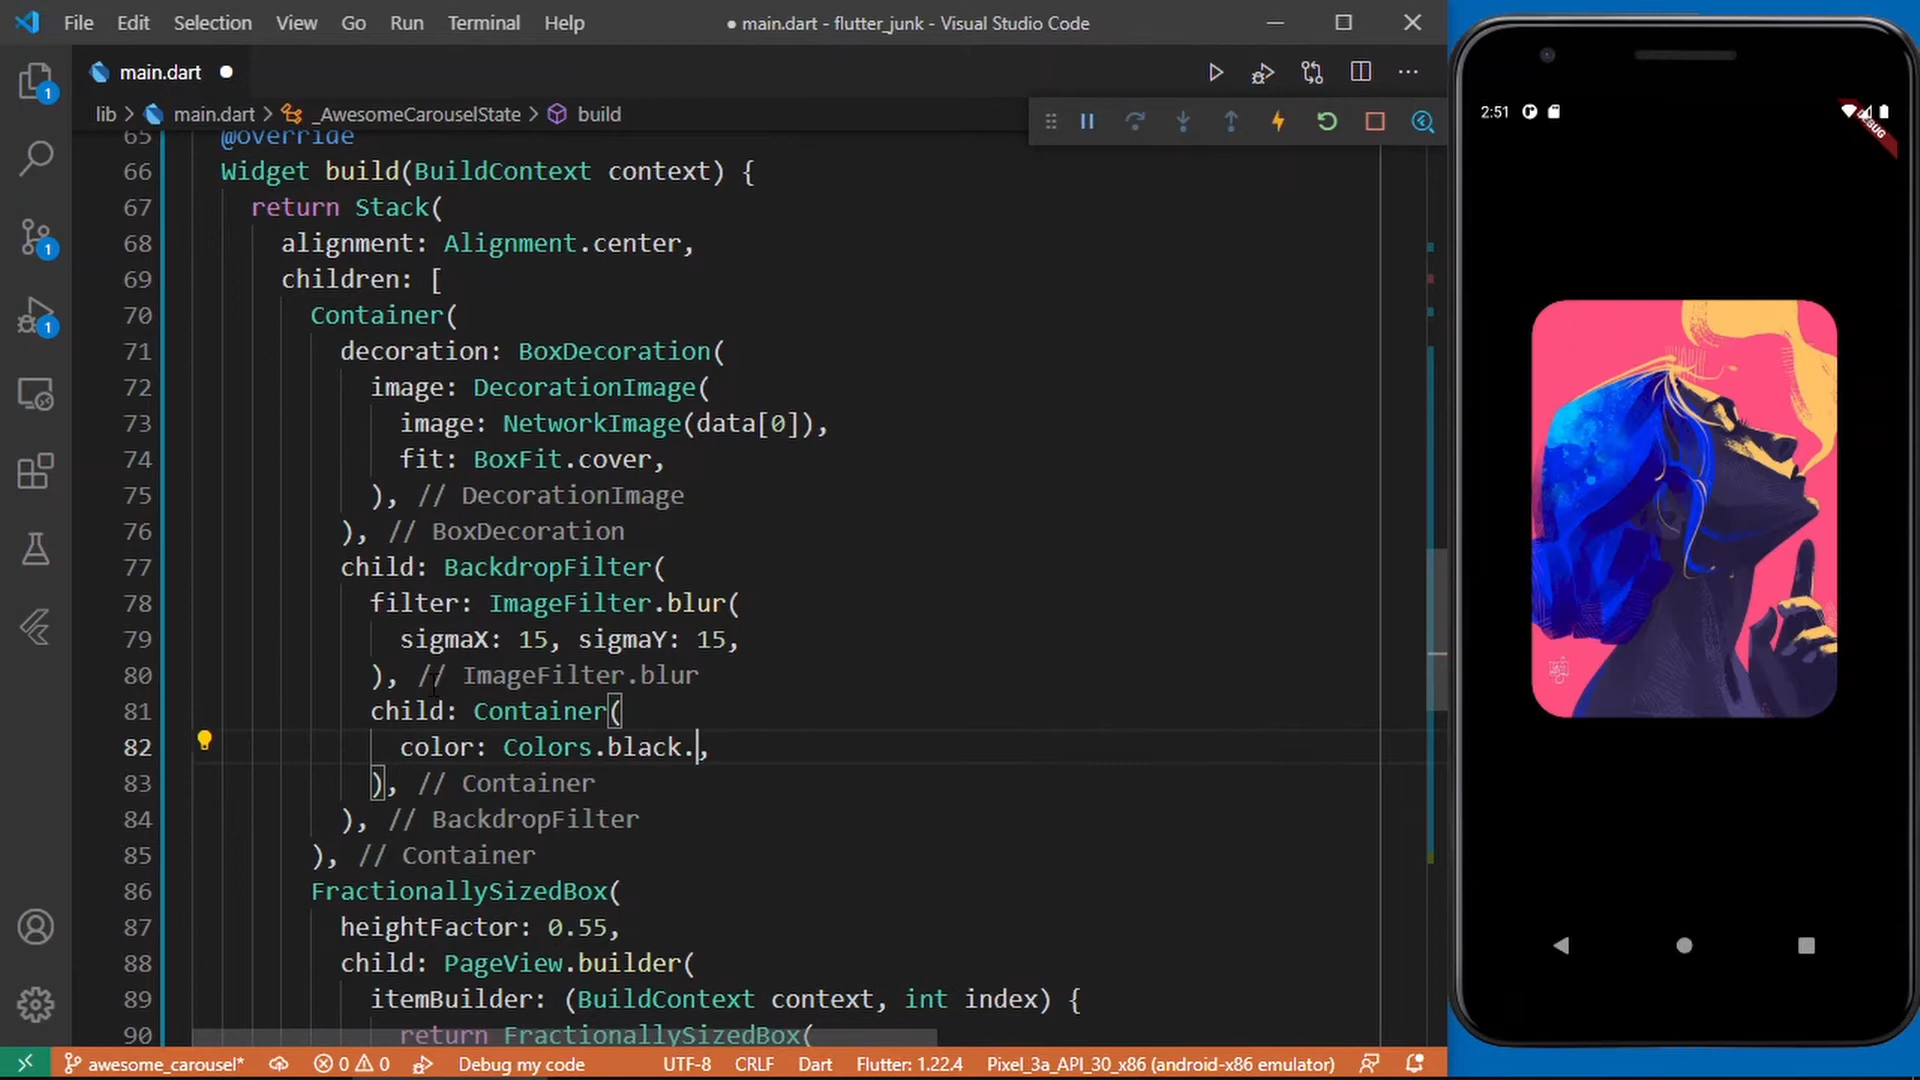 File Edit Selection View Go Run Terminal Help
● main.dart - flutter_junk - Visual Studio Code
main.dart
lib > main.dart > _AwesomeCarouselState > build
65 @override
66 Widget build(BuildContext context) {
67 return Stack(
68 alignment: Alignment.center,
69 children: [
70 Container(
71 decoration: BoxDecoration(
72 image: DecorationImage(
73 image: NetworkImage(data[0]),
74 fit: BoxFit.cover,
75 ), // DecorationImage
76 ), // BoxDecoration
77 child: BackdropFilter(
78 filter: ImageFilter.blur(
79 sigmaX: 15, sigmaY: 15,
80 ), // ImageFilter.blur
81 child: Container(
82 color: Colors.black.,
83 ), // Container
84 ), // BackdropFilter
85 ), // Container
86 FractionallySizedBox(
87 heightFactor: 0.55,
88 child: PageView.builder(
89 itemBuilder: (BuildContext context, int index) {
90 return FractionallySizedBox(
1
1
1
awesome_carousel* 0 0 Debug my code UTF-8 CRLF Dart Flutter: 1.22.4 Pixel_3a_API_30_x86 (android-x86 emulator)
2:51
DEBUG